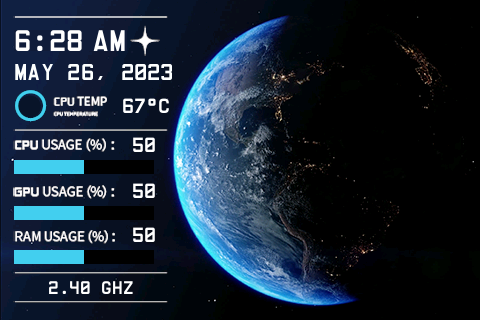 6:28 AM
MAY 26, 2023
CPU TEMP 67°C
CPU TEMPERATURE
CPU USAGE (%) : 50
GPU USAGE (%) : 50
RAM USAGE (%) : 50
2.40 GHZ